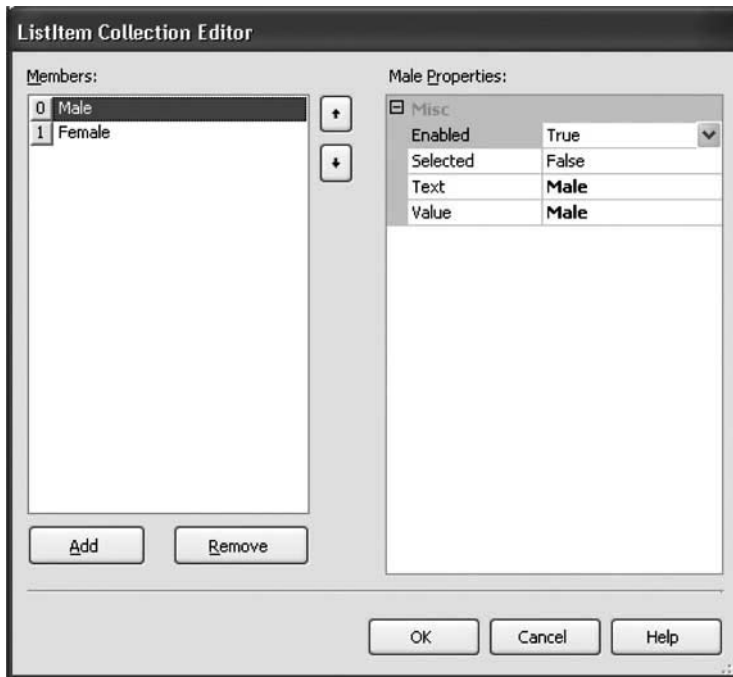 ListItem Collection Editor
Members:
Male Properties:
0 Male
1 Female
Misc
Enabled True
Selected False
Text Male
Value Male
Add Remove
OK Cancel Help